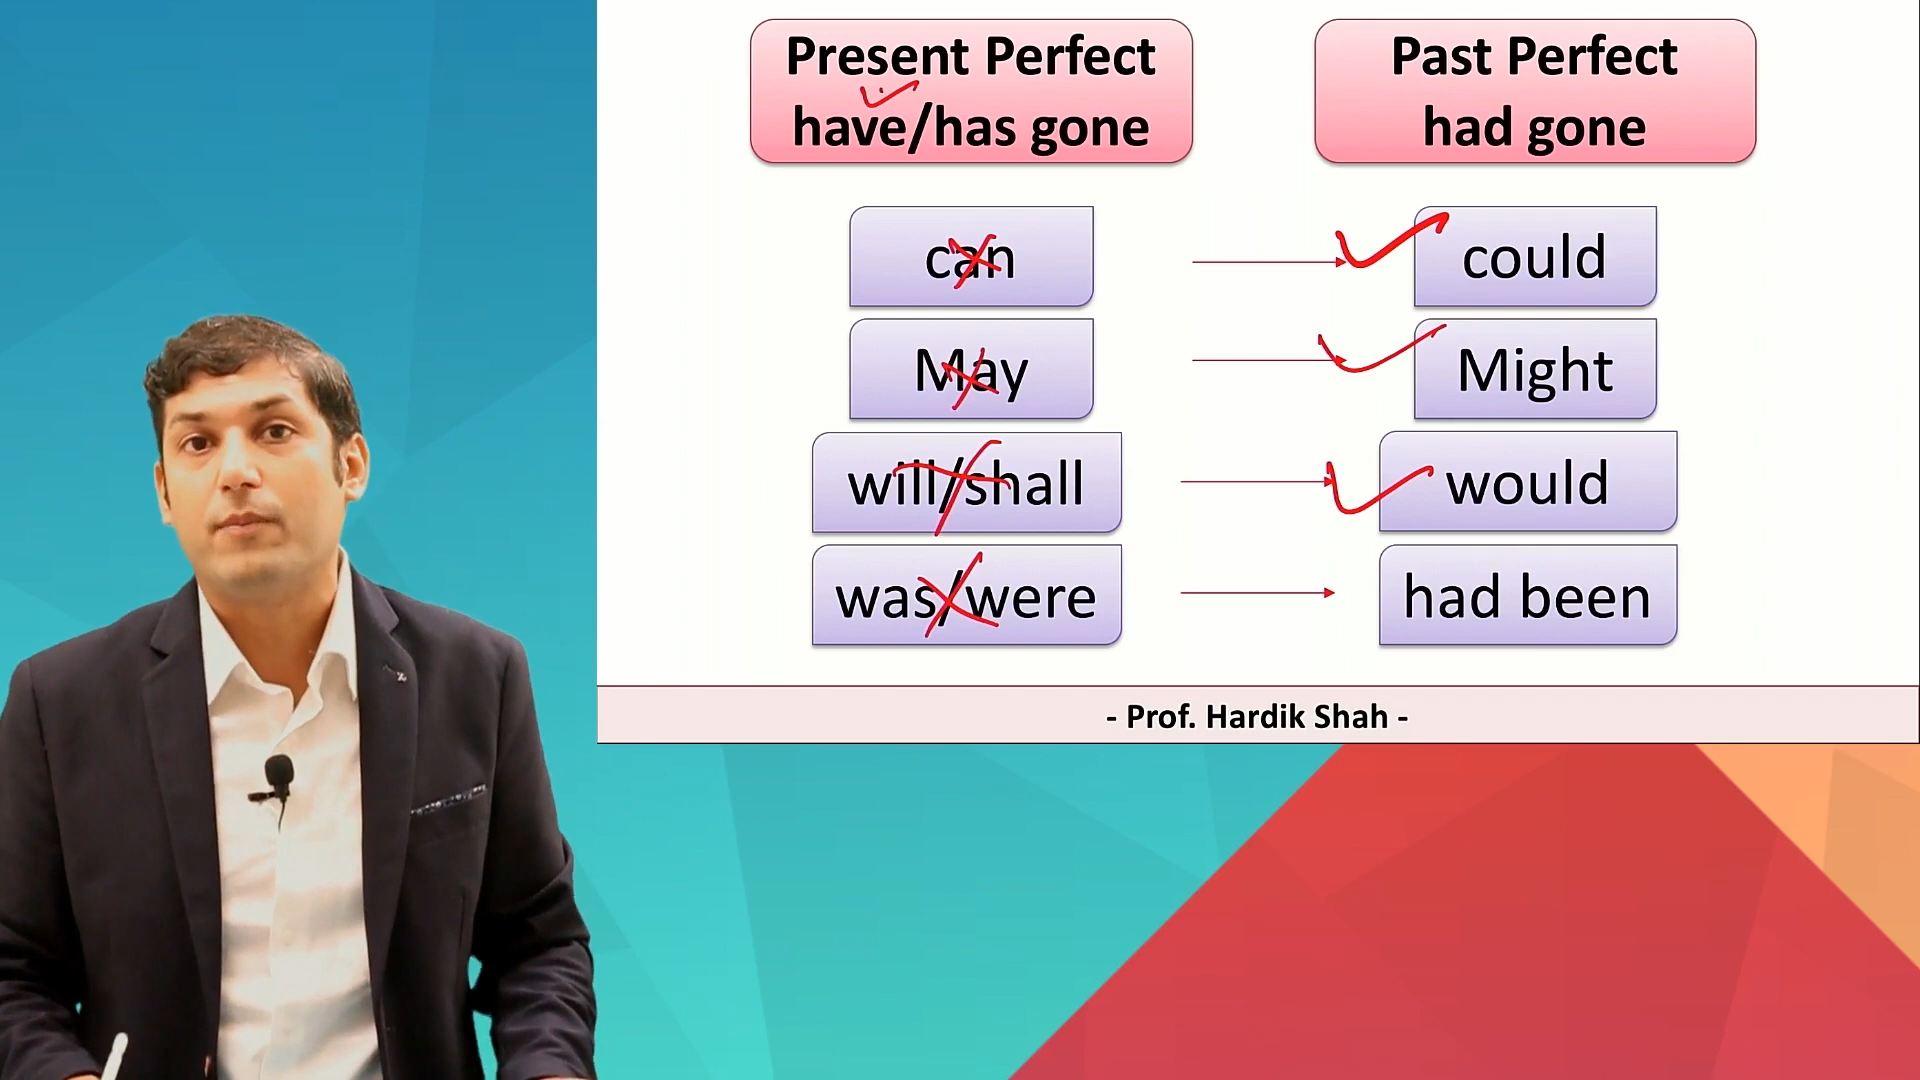 Present Perfect
have/has gone
Past Perfect
had gone
can
could
May
Might
will/shall
would
was/were
had been
- Prof. Hardik Shah -